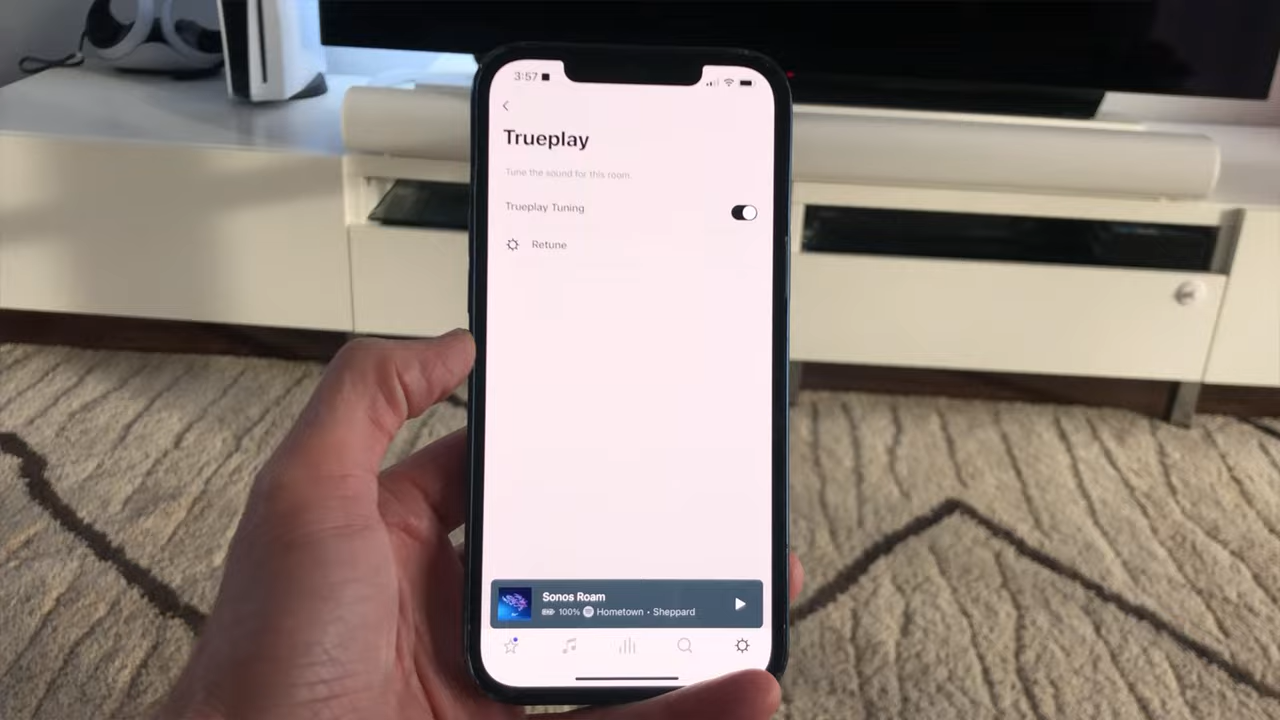 3:57
Trueplay
Tune the sound for this room.
Trueplay Tuning
Retune
Sonos Roam
100% Hometown • Sheppard